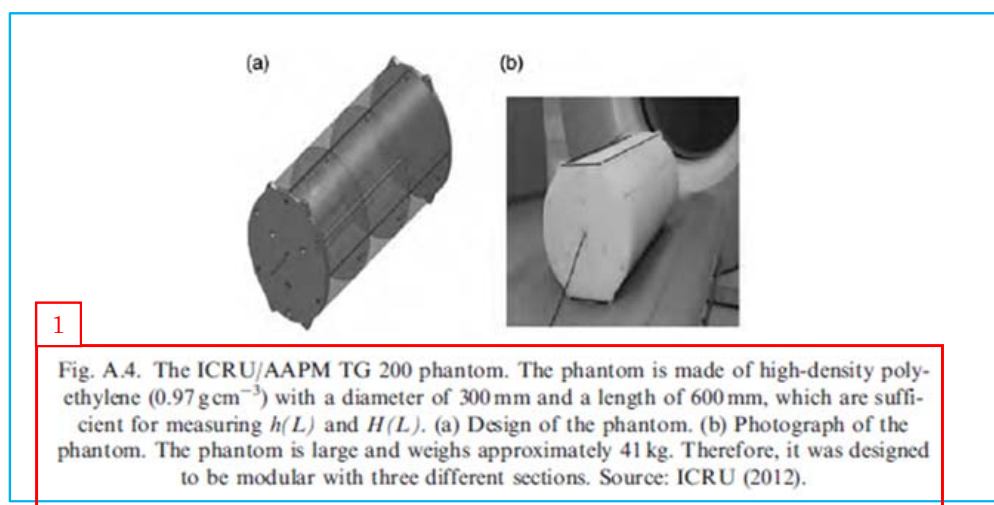 (a)
(b)
1
Fig. A.4. The ICRU/AAPM TG 200 phantom. The phantom is made of high-density poly-
ethylene (0.97 g cm⁻³) with a diameter of 300 mm and a length of 600 mm, which are suffi-
cient for measuring h(L) and H(L). (a) Design of the phantom. (b) Photograph of the
phantom. The phantom is large and weighs approximately 41 kg. Therefore, it was designed
to be modular with three different sections. Source: ICRU (2012).